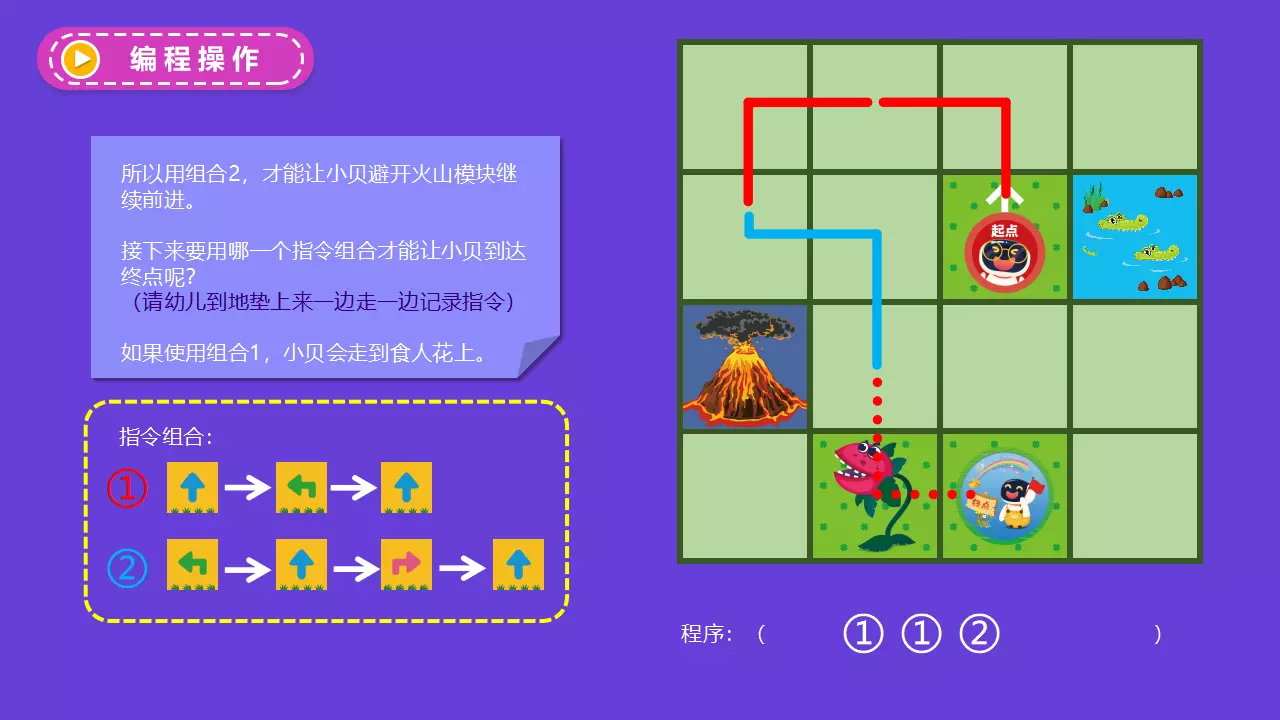 编程操作
所以用组合2，才能让小贝避开火山模块继
续前进。
接下来要用哪一个指令组合才能让小贝到达
终点呢？
（请幼儿到地垫上来一边走一边记录指令）
如果使用组合1，小贝会走到食人花上。
指令组合：
①
②
起点
终点
程序：（ ① ① ② ）